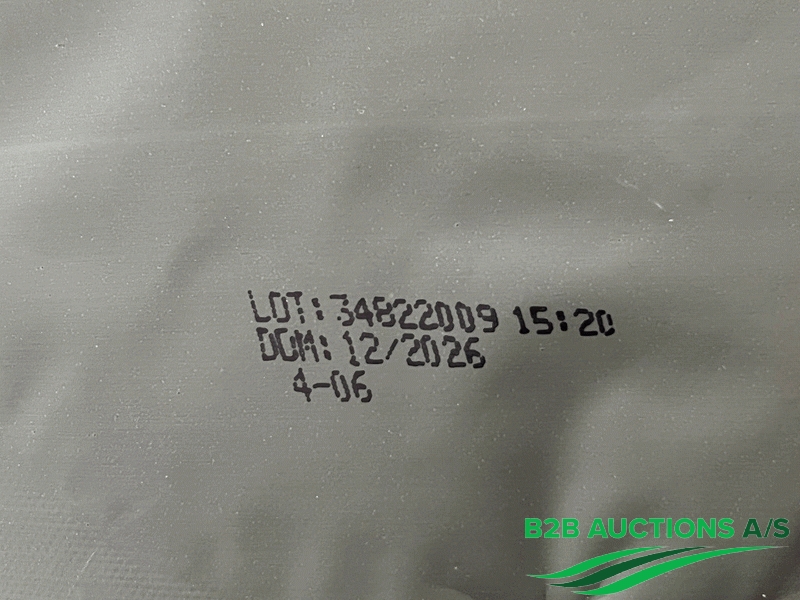 LOT:34822009 15:20
DOM:12/2026
4-06
B2B AUCTIONS A/S